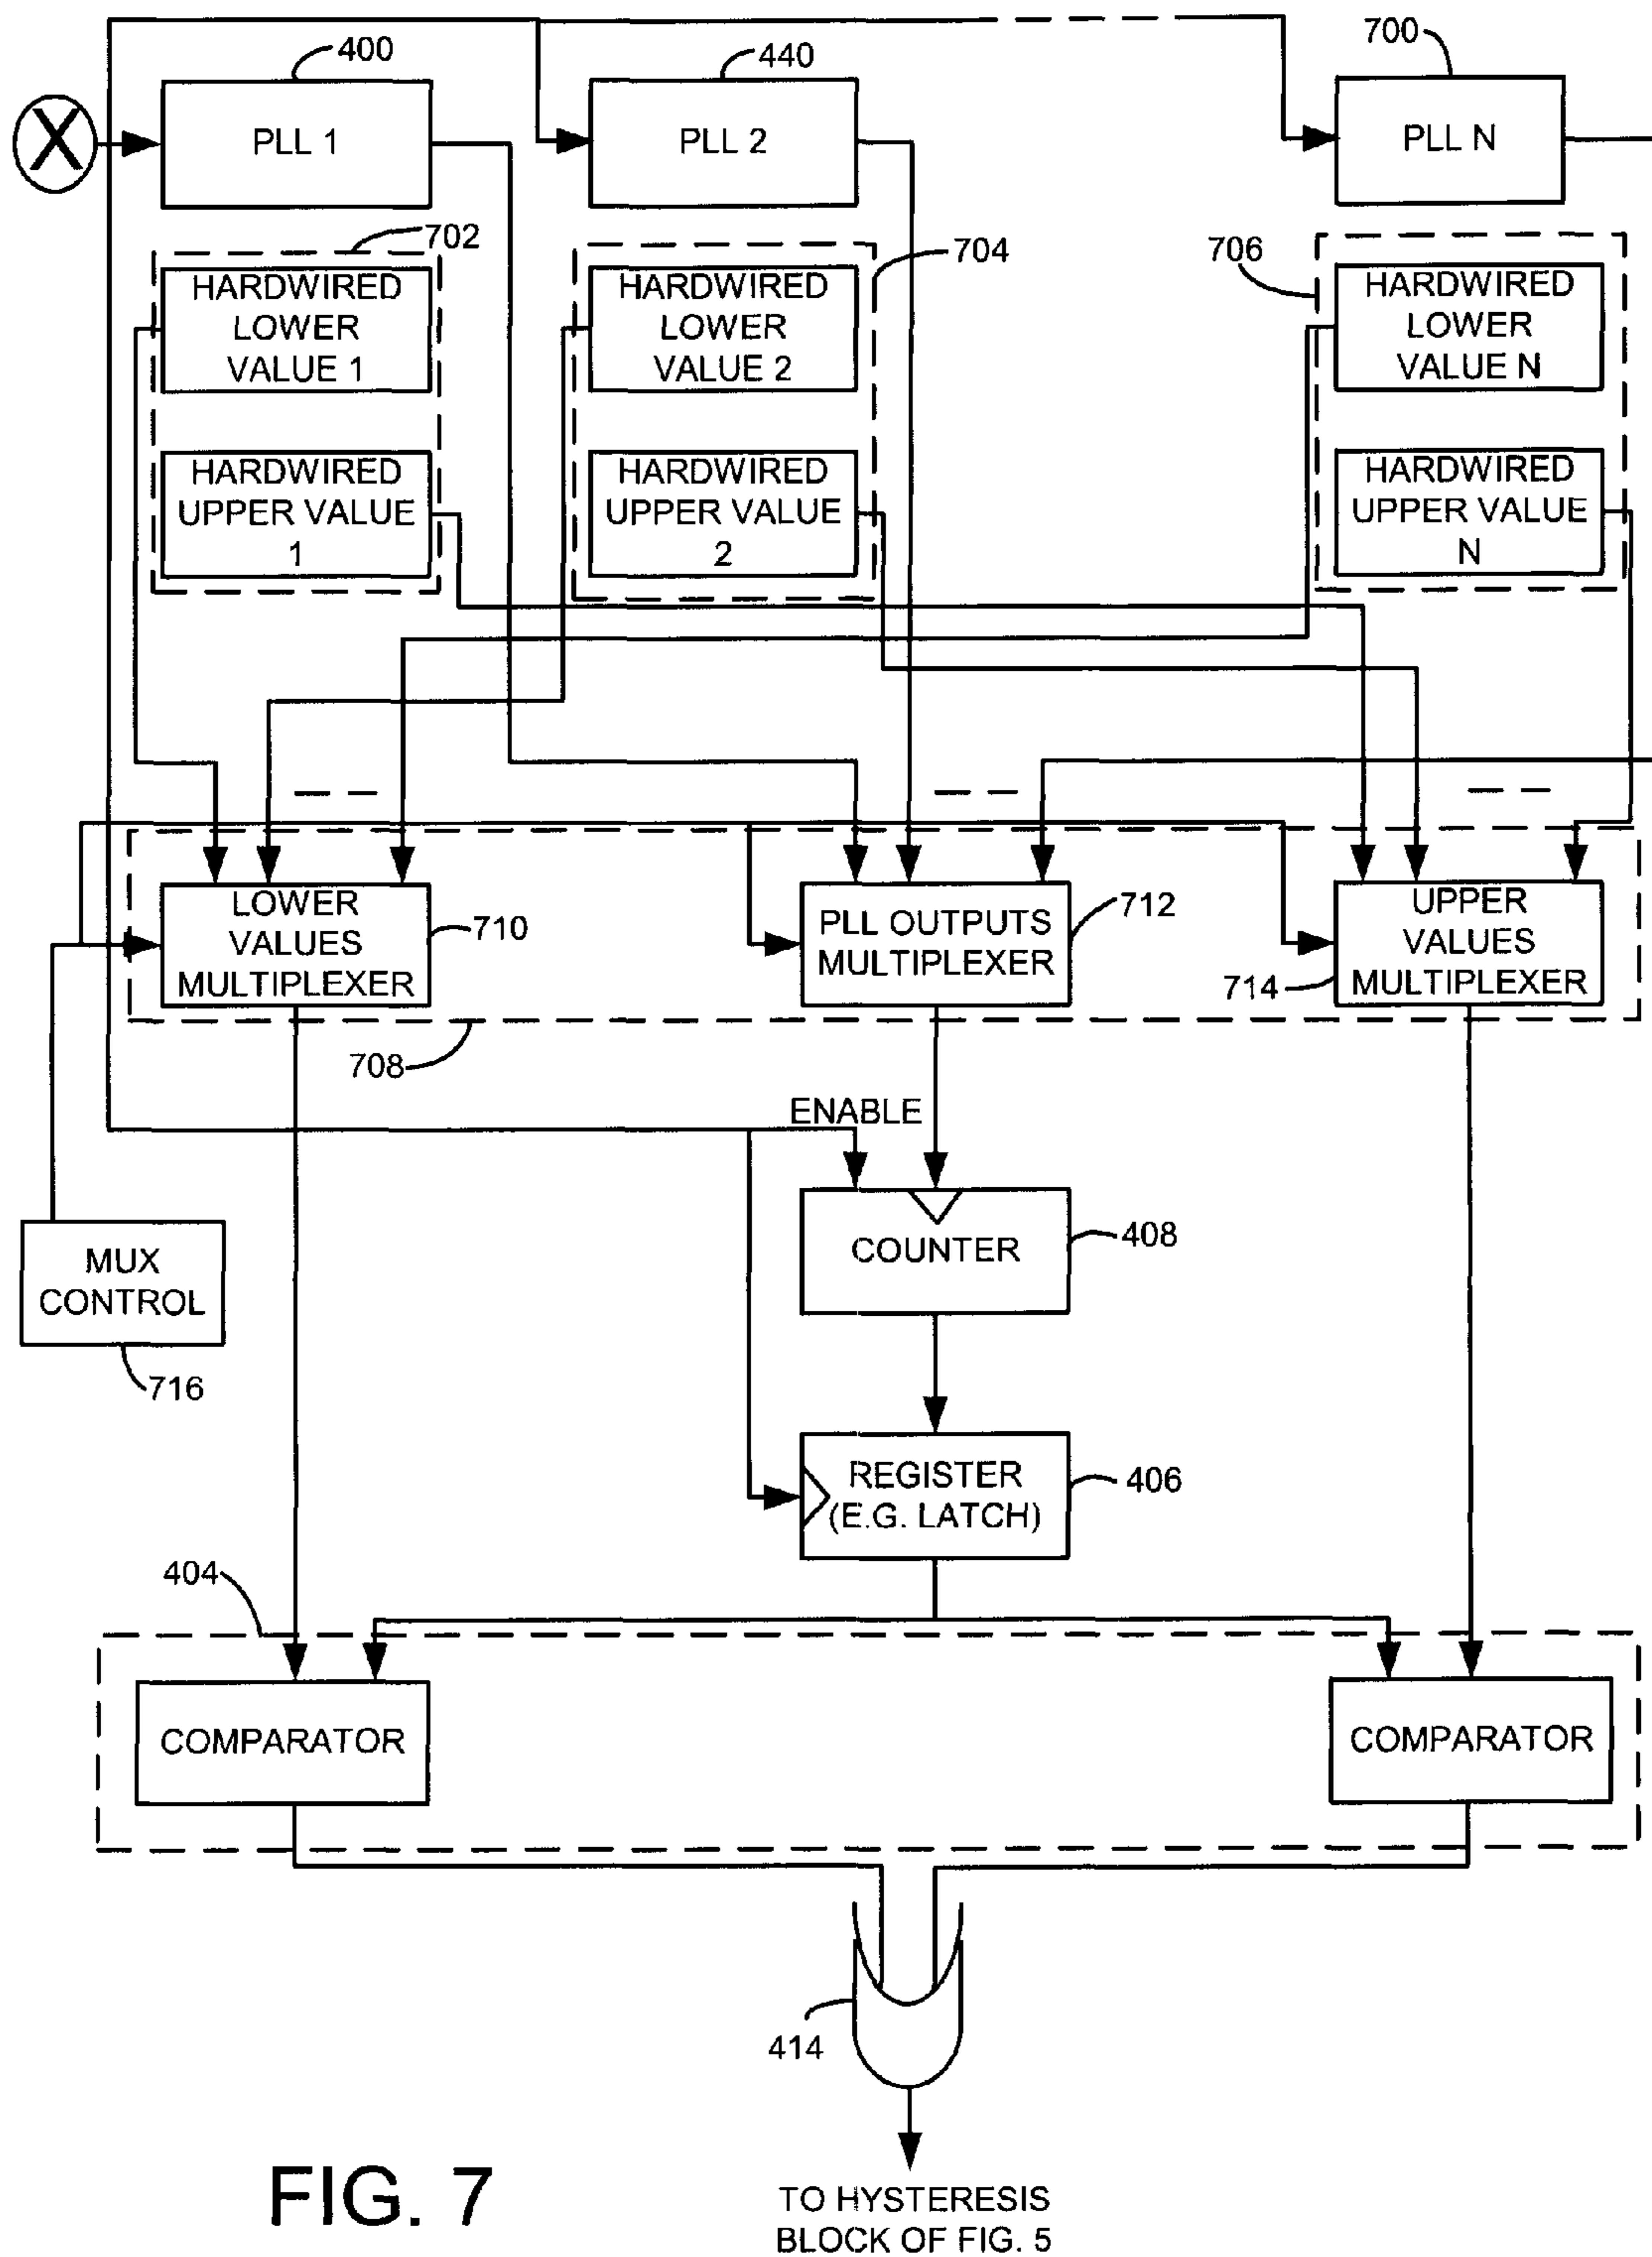 400
440
700
X
PLL 1
PLL 2
PLL N
702
704
706
HARDWIRED
LOWER
VALUE 1
HARDWIRED
LOWER
VALUE 2
HARDWIRED
LOWER
VALUE N
HARDWIRED
UPPER VALUE
1
HARDWIRED
UPPER VALUE
2
HARDWIRED
UPPER VALUE
N
LOWER
VALUES
MULTIPLEXER
710
PLL OUTPUTS
MULTIPLEXER
712
UPPER
VALUES
MULTIPLEXER
714
708
ENABLE
COUNTER
408
MUX
CONTROL
716
REGISTER
(E.G. LATCH)
406
404
COMPARATOR
COMPARATOR
414
FIG. 7
TO HYSTERESIS
BLOCK OF FIG. 5